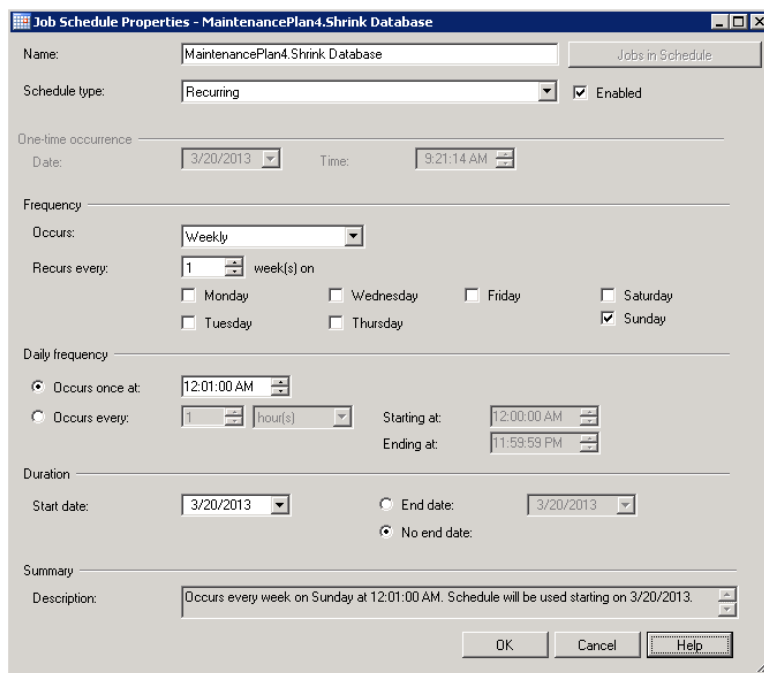 Job Schedule Properties - MaintenancePlan4.Shrink Database
Name: MaintenancePlan4.Shrink Database Jobs in Schedule
Schedule type: Recurring Enabled
One-time occurrence
Date: 3/20/2013 Time: 9:21:14 AM
Frequency
Occurs: Weekly
Recurs every: 1 week(s) on
Monday Wednesday Friday Saturday
Tuesday Thursday Sunday
Daily frequency
Occurs once at: 12:01:00 AM
Occurs every: 1 hour(s) Starting at: 12:00:00 AM
Ending at: 11:59:59 PM
Duration
Start date: 3/20/2013 End date: 3/20/2013
No end date:
Summary
Description: Occurs every week on Sunday at 12:01:00 AM. Schedule will be used starting on 3/20/2013.
OK Cancel Help